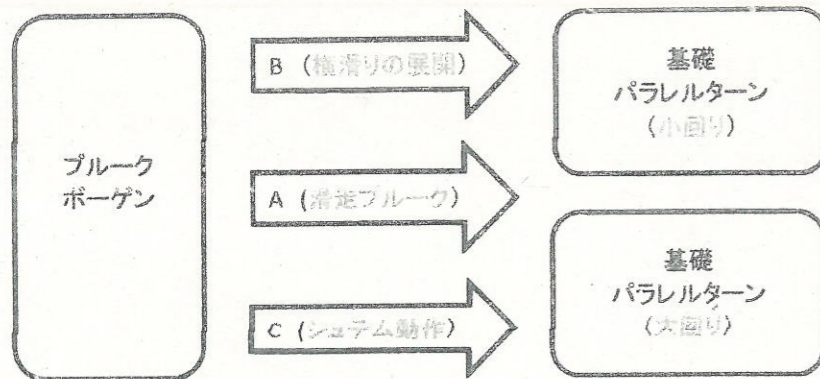 プルーク
ボーゲン
B (横滑りの展開)
A (滑走プルーク)
C (シュテム動作)
基礎
パラレルターン
(小回り)
基礎
パラレルターン
(大回り)